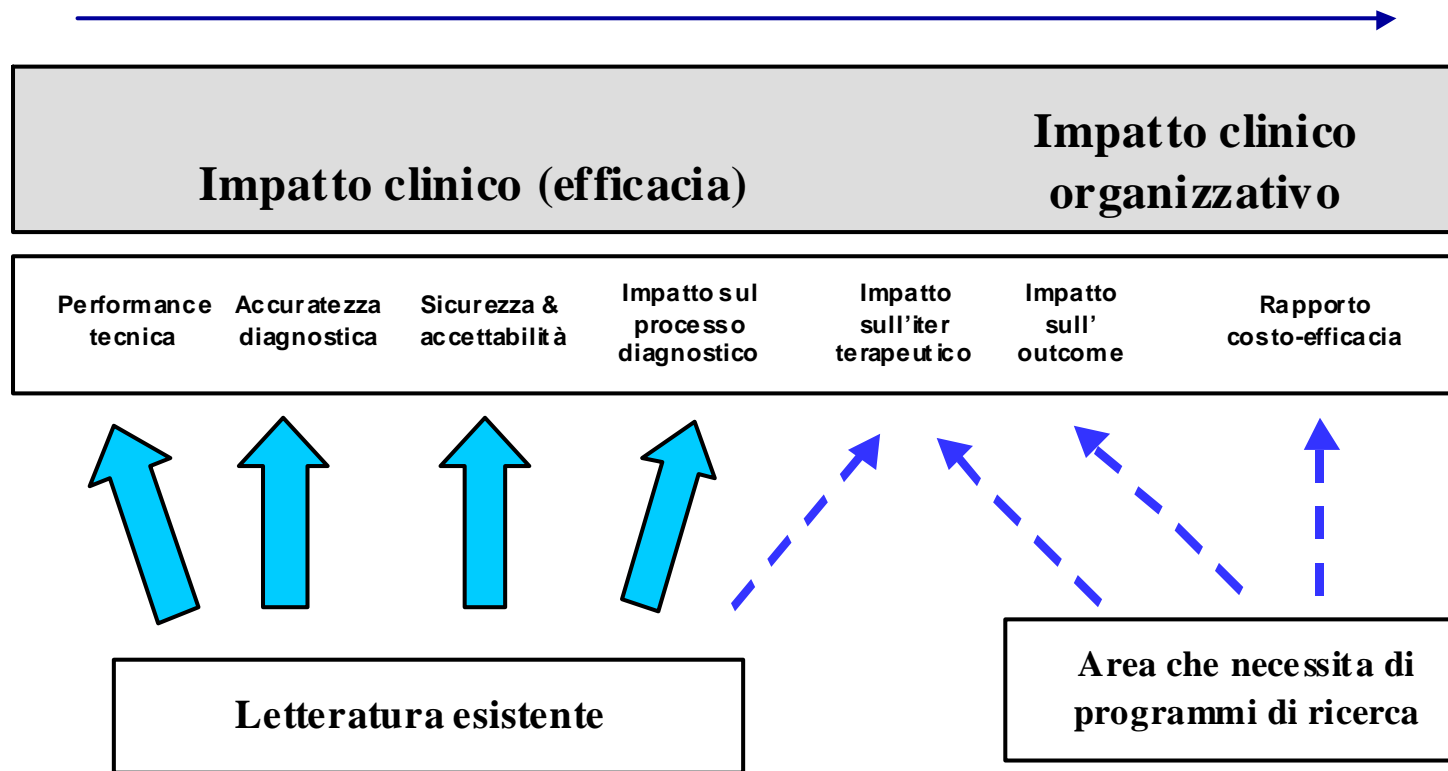 Impatto clinico (efficacia)
Impatto clinico
organizzativo
Performance
tecnica
Accuratezza
diagnostica
Sicurezza &
accettabilità
Impatto sul
processo
diagnostico
Impatto
sull'iter
terapeutico
Impatto
sull'
outcome
Rapporto
costo-efficacia
Letteratura esistente
Area che necessita di
programmi di ricerca